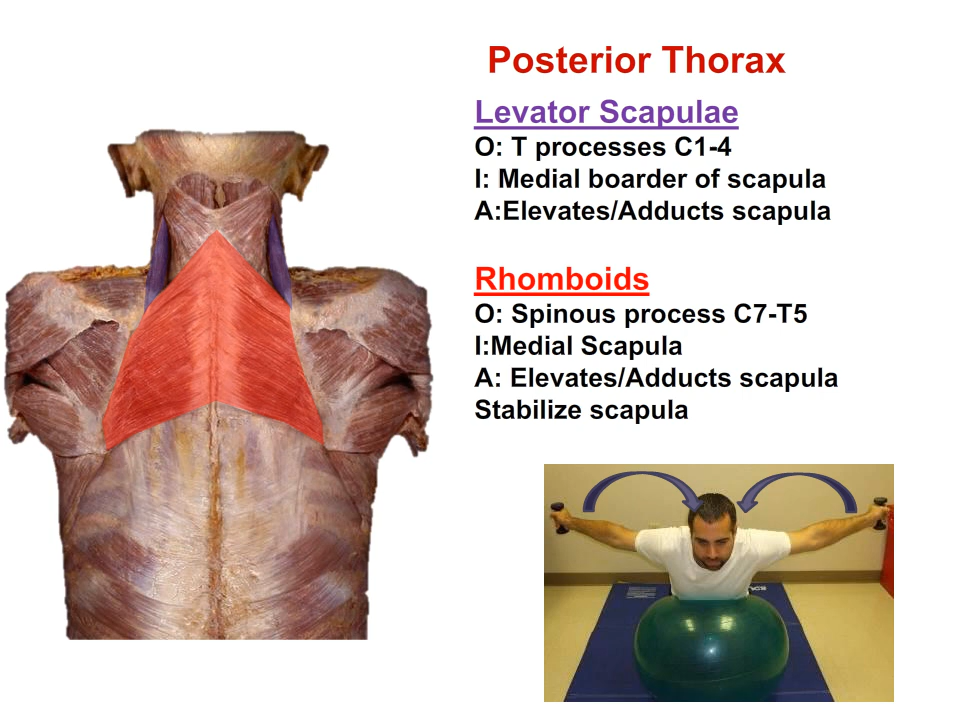 Posterior Thorax
Levator Scapulae
O: T processes C1-4
I: Medial boarder of scapula
A:Elevates/Adducts scapula
Rhomboids
O: Spinous process C7-T5
I:Medial Scapula
A: Elevates/Adducts scapula
Stabilize scapula